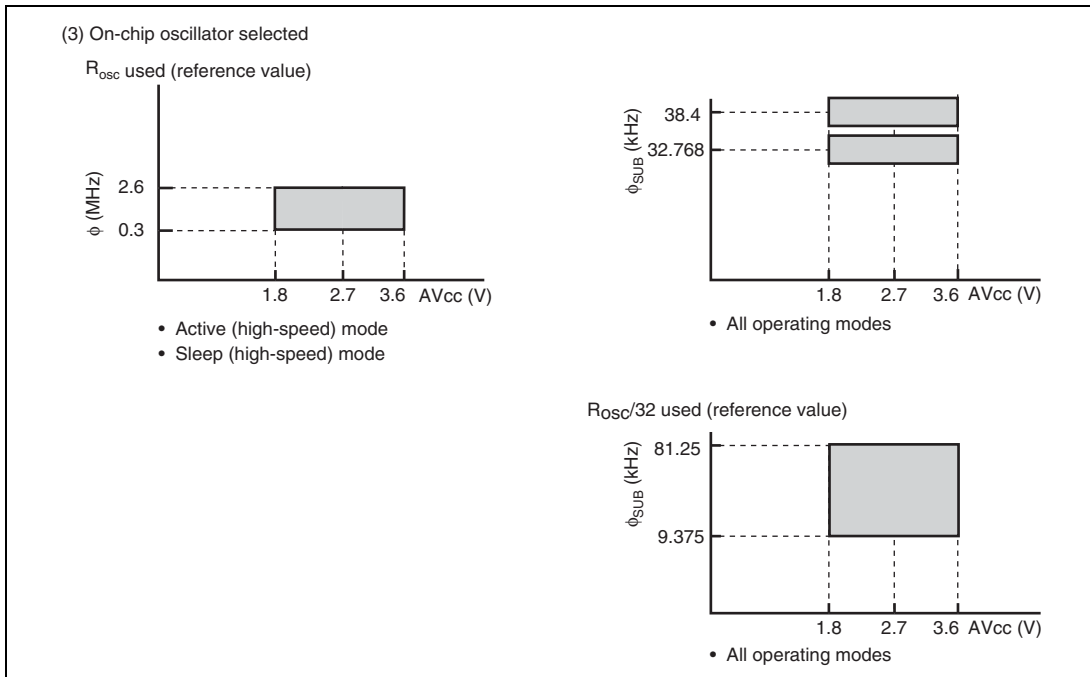 (3) On-chip oscillator selected
Rosc used (reference value)
φ (MHz)
2.6
0.3
1.8 2.7 3.6 AVcc (V)
• Active (high-speed) mode
• Sleep (high-speed) mode
φSUB (kHz)
38.4
32.768
1.8 2.7 3.6 AVcc (V)
• All operating modes
Rosc/32 used (reference value)
φSUB (kHz)
81.25
9.375
1.8 2.7 3.6 AVcc (V)
• All operating modes